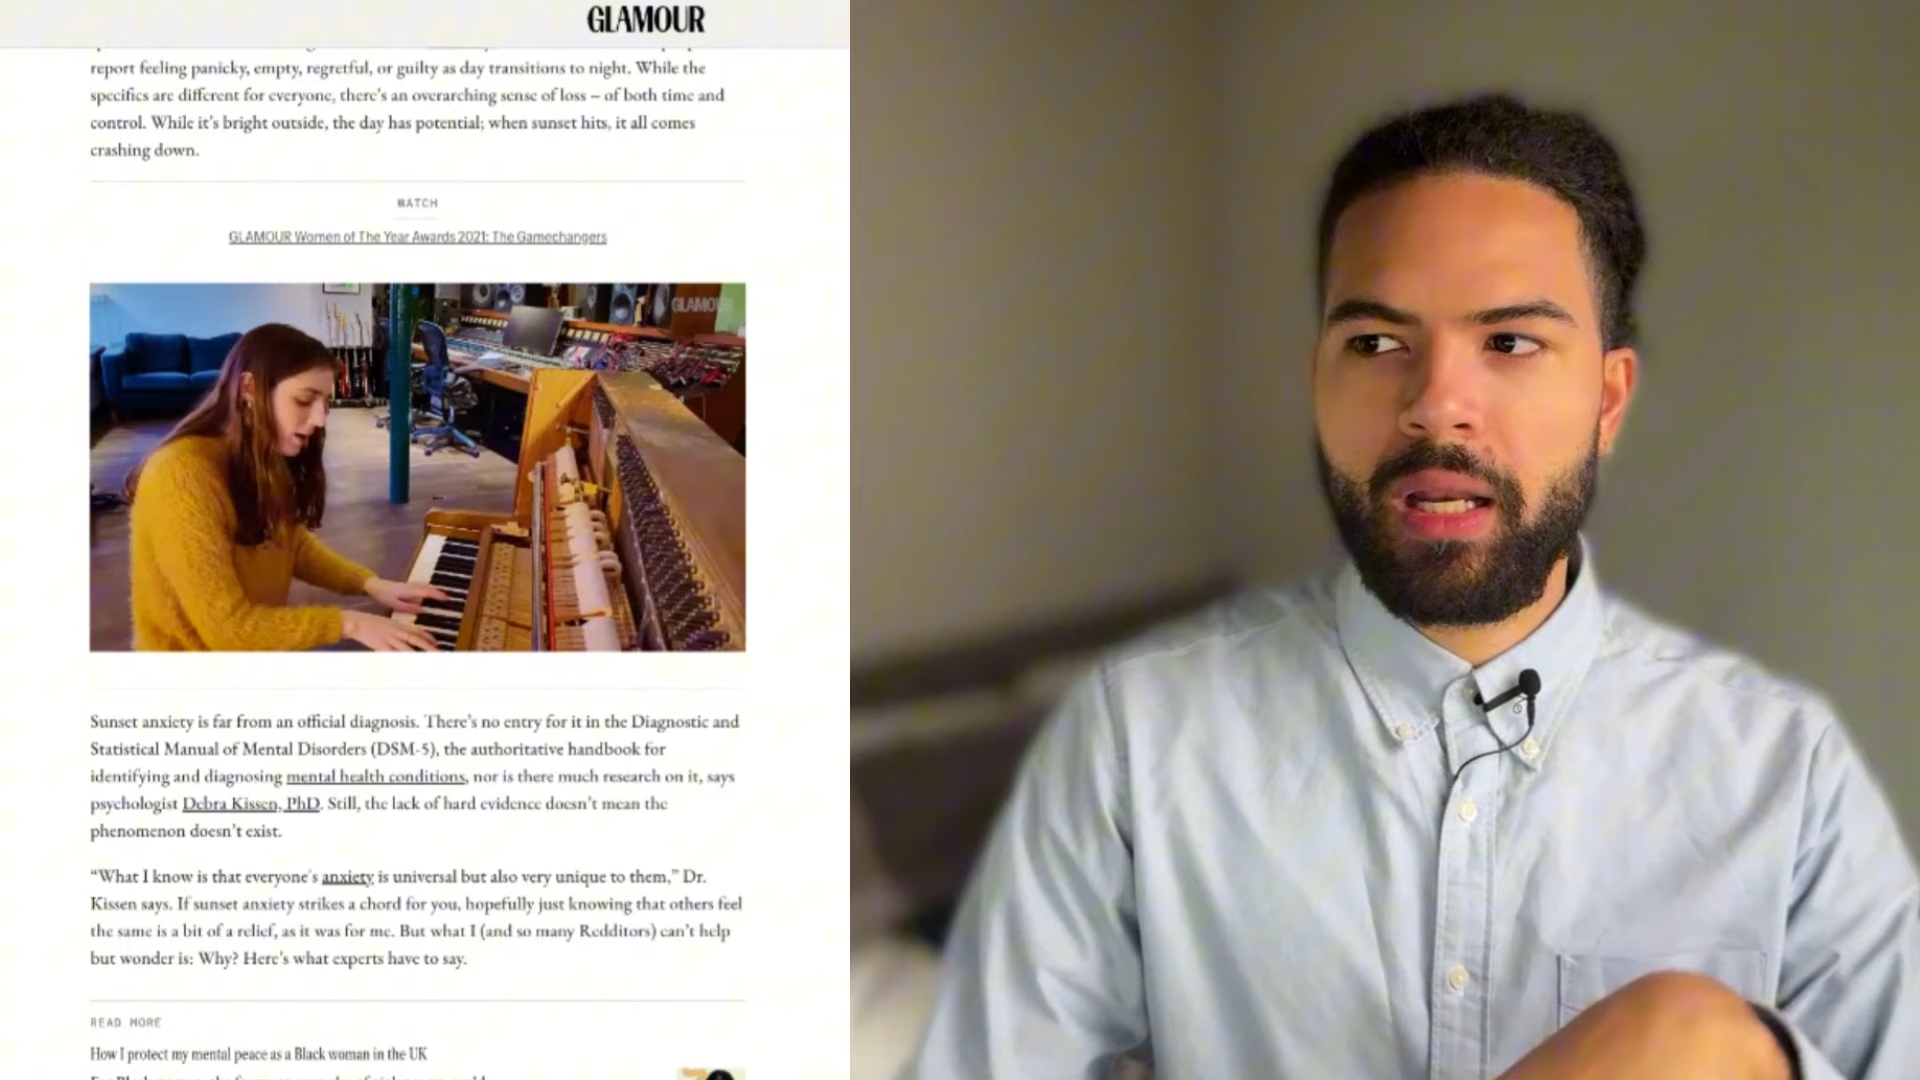 GLAMOUR
report feeling panicky, empty, regretful, or guilty as day transitions to night. While the
specifics are different for everyone, there's an overarching sense of loss – of both time and
control. While it's bright outside, the day has potential; when sunset hits, it all comes
crashing down.
WATCH
GLAMOUR Women of The Year Awards 2021: The Gamechangers
GLAMOUR
Sunset anxiety is far from an official diagnosis. There's no entry for it in the Diagnostic and
Statistical Manual of Mental Disorders (DSM-5), the authoritative handbook for
identifying and diagnosing mental health conditions, nor is there much research on it, says
psychologist Debra Kissen, PhD. Still, the lack of hard evidence doesn't mean the
phenomenon doesn't exist.
“What I know is that everyone's anxiety is universal but also very unique to them,” Dr.
Kissen says. If sunset anxiety strikes a chord for you, hopefully just knowing that others feel
the same is a bit of a relief, as it was for me. But what I (and so many Redditors) can't help
but wonder is: Why? Here's what experts have to say.
READ MORE
How I protect my mental peace as a Black woman in the UK